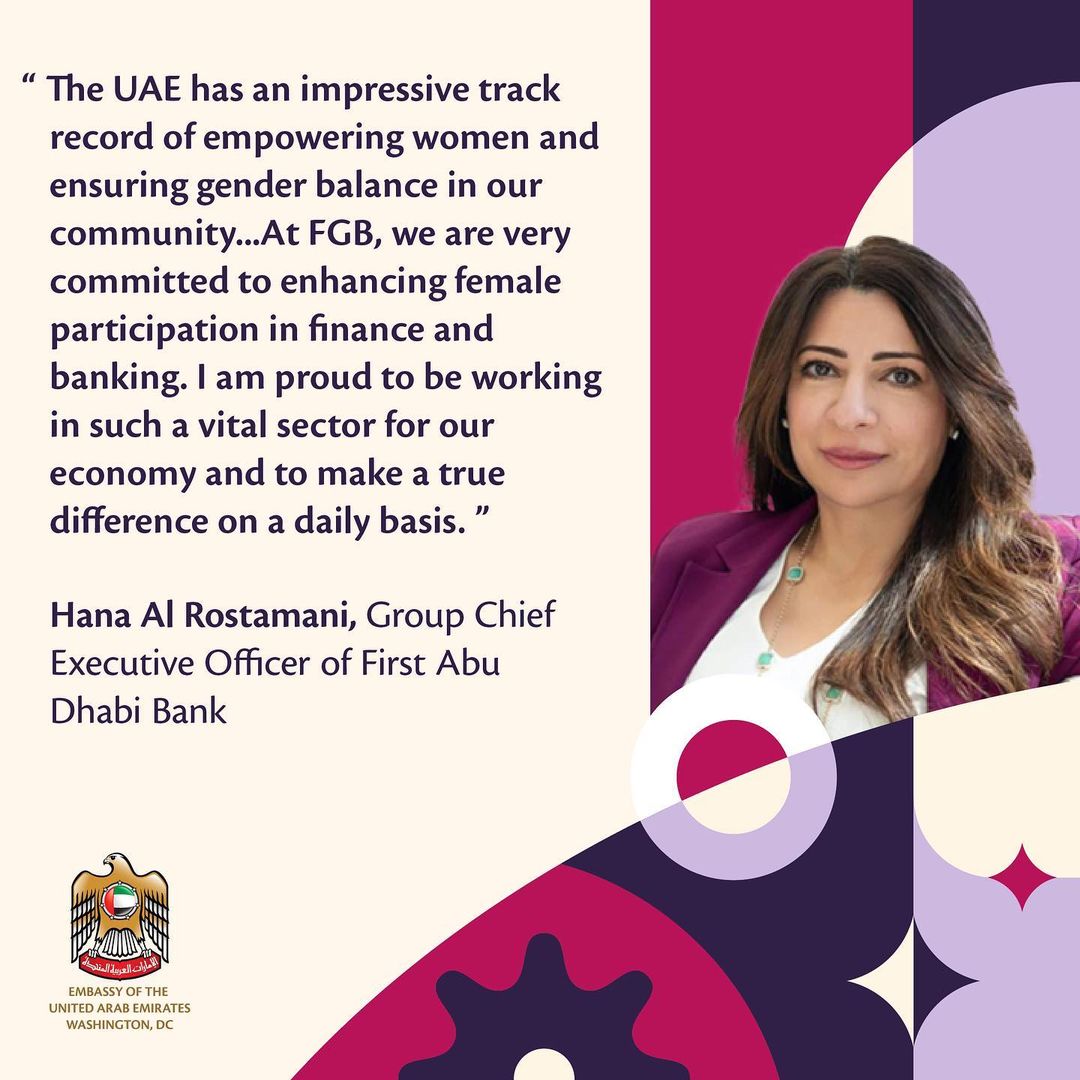 “ The UAE has an impressive track
record of empowering women and
ensuring gender balance in our
community...At FGB, we are very
committed to enhancing female
participation in finance and
banking. I am proud to be working
in such a vital sector for our
economy and to make a true
difference on a daily basis. ”
Hana Al Rostamani, Group Chief
Executive Officer of First Abu
Dhabi Bank
الإمارات العربية المتحدة
EMBASSY OF THE
UNITED ARAB EMIRATES
WASHINGTON, DC